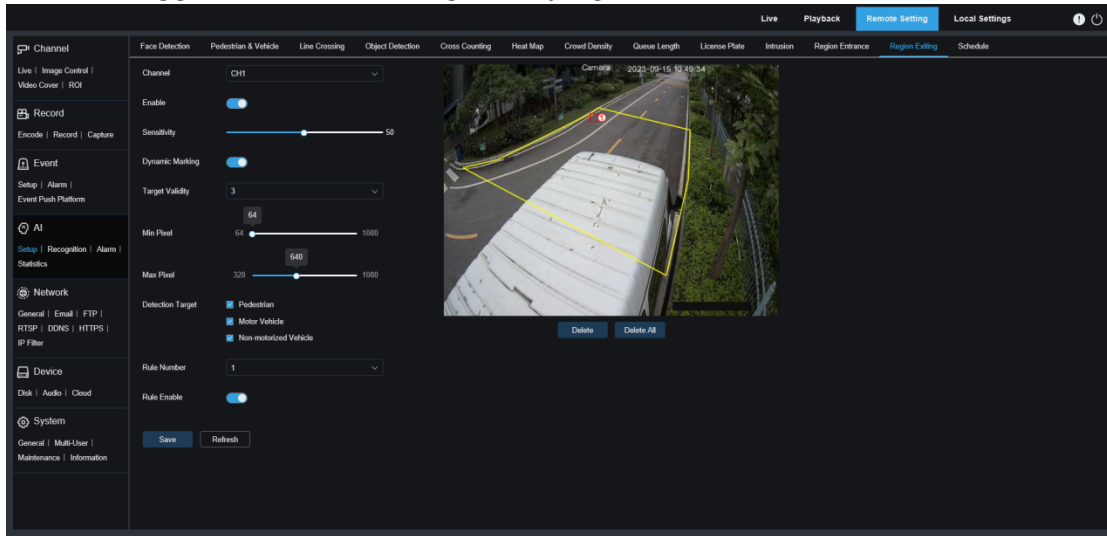 Live Playback Remote Setting Local Settings
Channel
Live | Image Control |
Video Cover | ROI
Record
Encode | Record | Capture
Event
Setup | Alarm |
Event Push Platform
AI
Setup | Recognition | Alarm |
Statistics
Network
General | Email | FTP |
RTSP | DDNS | HTTPS |
IP Filter
Device
Disk | Audio | Cloud
System
General | Multi-User |
Maintenance | Information
Face Detection Pedestrian & Vehicle Line Crossing Object Detection Cross Counting Heat Map Crowd Density Queue Length License Plate Intrusion Region Entrance Region Exiting Schedule
Channel CH1
Enable
Sensitivity 50
Dynamic Marking
Target Validity 3
64
Min Pixel 64 1080
640
Max Pixel 320 1080
Detection Target Pedestrian
Motor Vehicle
Non-motorized Vehicle
Rule Number 1
Rule Enable
Save Refresh
Camera 2023-09-15 10:49:34
1
Delete Delete All